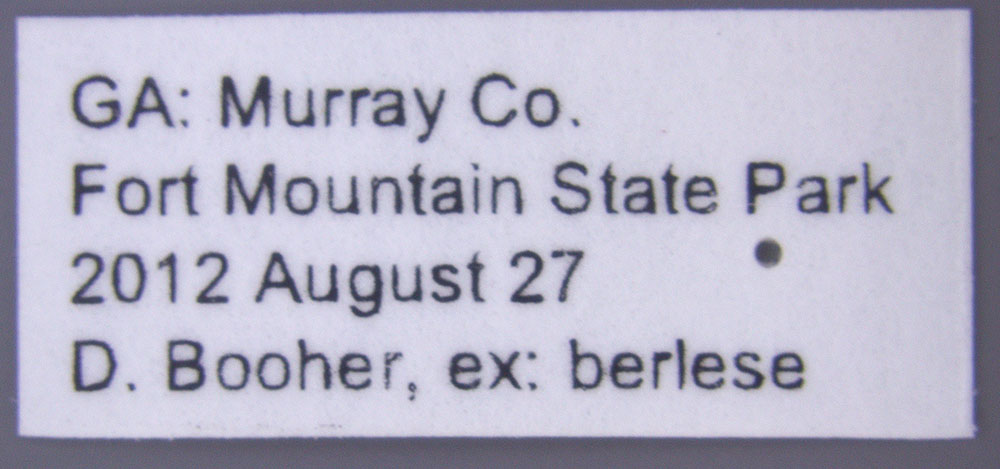 GA: Murray Co.
Fort Mountain State Park
2012 August 27
D. Booher, ex: berlese